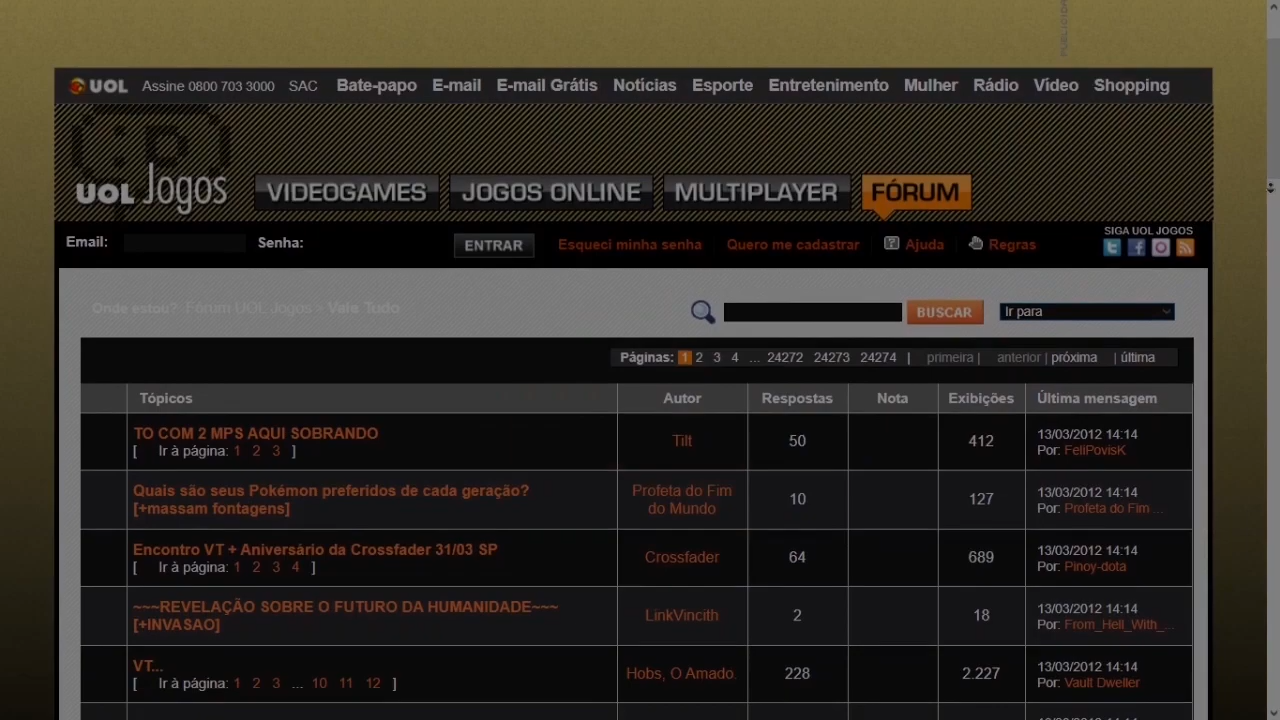 PUBLICIDADE
UOL Assine 0800 703 3000 SAC Bate-papo E-mail E-mail Grátis Notícias Esporte Entretenimento Mulher Rádio Vídeo Shopping
:P
UOL Jogos VIDEOGAMES JOGOS ONLINE MULTIPLAYER FÓRUM
Email: Senha: ENTRAR Esqueci minha senha Quero me cadastrar ? Ajuda Regras SIGA UOL JOGOS
Onde estou? Fórum UOL Jogos > Vale Tudo BUSCAR Ir para
Páginas: 1 2 3 4 ... 24272 24273 24274 | primeira | anterior | próxima | última
Tópicos Autor Respostas Nota Exibições Última mensagem
TO COM 2 MPS AQUI SOBRANDO
[ Ir à página: 1 2 3 ] Tilt 50 412 13/03/2012 14:14
Por: FeliPovisK
Quais são seus Pokémon preferidos de cada geração?
[+massam fontagens] Profeta do Fim
do Mundo 10 127 13/03/2012 14:14
Por: Profeta do Fim ...
Encontro VT + Aniversário da Crossfader 31/03 SP
[ Ir à página: 1 2 3 4 ] Crossfader 64 689 13/03/2012 14:14
Por: Pinoy-dota
~~~REVELAÇÃO SOBRE O FUTURO DA HUMANIDADE~~~
[+INVASAO] LinkVincith 2 18 13/03/2012 14:14
Por: From_Hell_With_...
VT...
[ Ir à página: 1 2 3 ... 10 11 12 ] Hobs, O Amado. 228 2.227 13/03/2012 14:14
Por: Vault Dweller